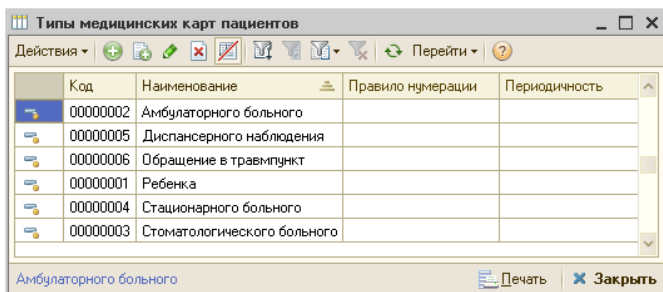 Типы медицинских карт пациентов
Действия Перейти
Код Наименование Правило нумерации Периодичность
00000002 Амбулаторного больного
00000005 Диспансерного наблюдения
00000006 Обращение в травмпункт
00000001 Ребенка
00000004 Стационарного больного
00000003 Стоматологического больного
Амбулаторного больного Печать Закрыть